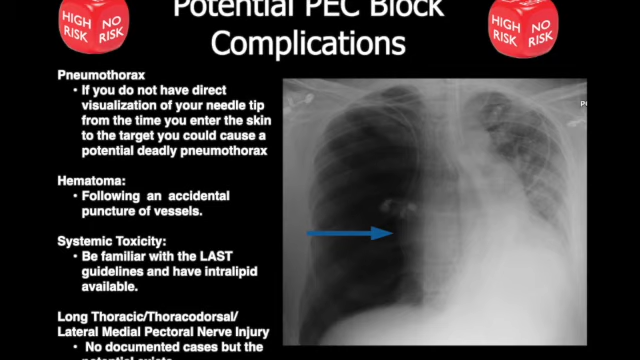 Potential PEC Block
Complications
HIGH
RISK
NO
RISK
HIGH
RISK
NO
RISK
Pneumothorax
• If you do not have direct
visualization of your needle tip
from the time you enter the skin
to the target you could cause a
potential deadly pneumothorax
Hematoma:
• Following an accidental
puncture of vessels.
Systemic Toxicity:
• Be familiar with the LAST
guidelines and have intralipid
available.
Long Thoracic/Thoracodorsal/
Lateral Medial Pectoral Nerve Injury
• No documented cases but the
potential exists